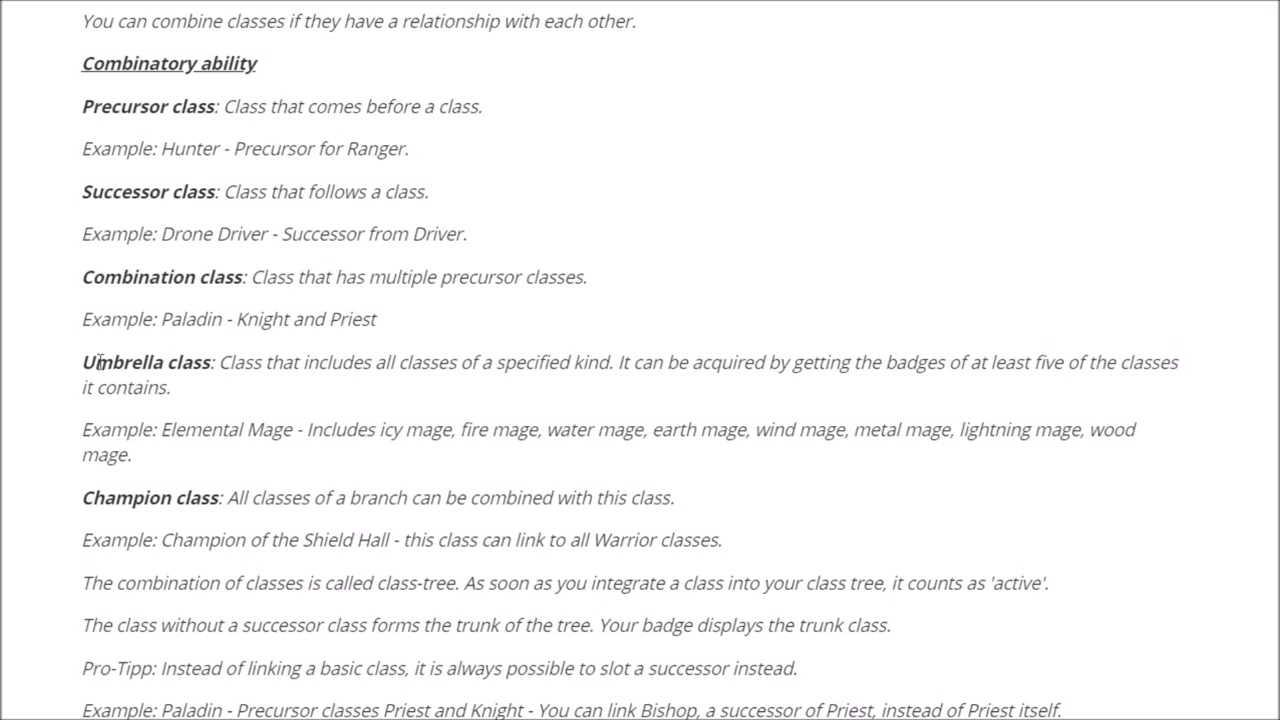 You can combine classes if they have a relationship with each other.
Combinatory ability
Precursor class: Class that comes before a class.
Example: Hunter - Precursor for Ranger.
Successor class: Class that follows a class.
Example: Drone Driver - Successor from Driver.
Combination class: Class that has multiple precursor classes.
Example: Paladin - Knight and Priest
Umbrella class: Class that includes all classes of a specified kind. It can be acquired by getting the badges of at least five of the classes
it contains.
Example: Elemental Mage - Includes icy mage, fire mage, water mage, earth mage, wind mage, metal mage, lightning mage, wood
mage.
Champion class: All classes of a branch can be combined with this class.
Example: Champion of the Shield Hall - this class can link to all Warrior classes.
The combination of classes is called class-tree. As soon as you integrate a class into your class tree, it counts as 'active'.
The class without a successor class forms the trunk of the tree. Your badge displays the trunk class.
Pro-Tipp: Instead of linking a basic class, it is always possible to slot a successor instead.
Example: Paladin - Precursor classes Priest and Knight - You can link Bishop, a successor of Priest, instead of Priest itself.